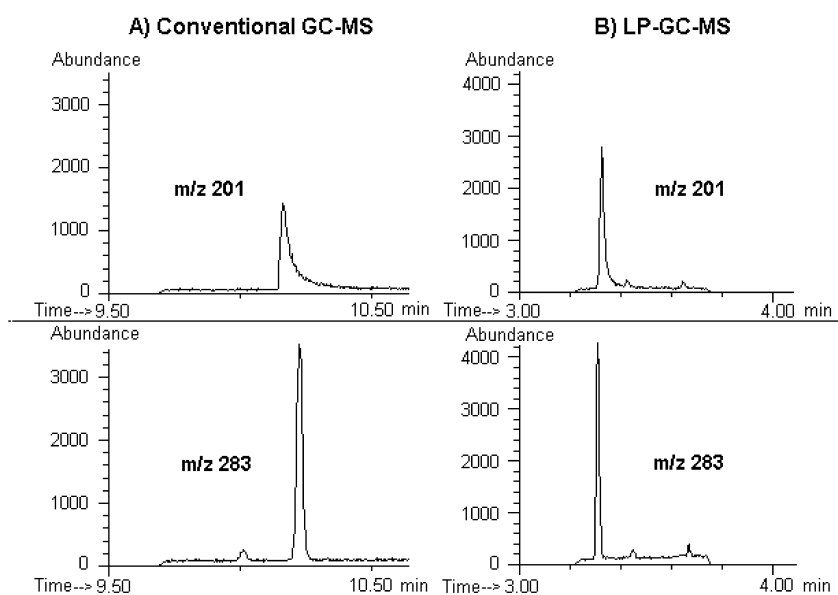 A) Conventional GC-MS
Abundance
3000
2000
1000
0
m/z 201
Time--> 9.50
10.50 min
B) LP-GC-MS
Abundance
4000
3000
2000
1000
0
m/z 201
Time--> 3.00
4.00 min
Abundance
3000
2000
1000
0
m/z 283
Time--> 9.50
10.50 min
Abundance
4000
3000
2000
1000
0
m/z 283
Time--> 3.00
4.00 min